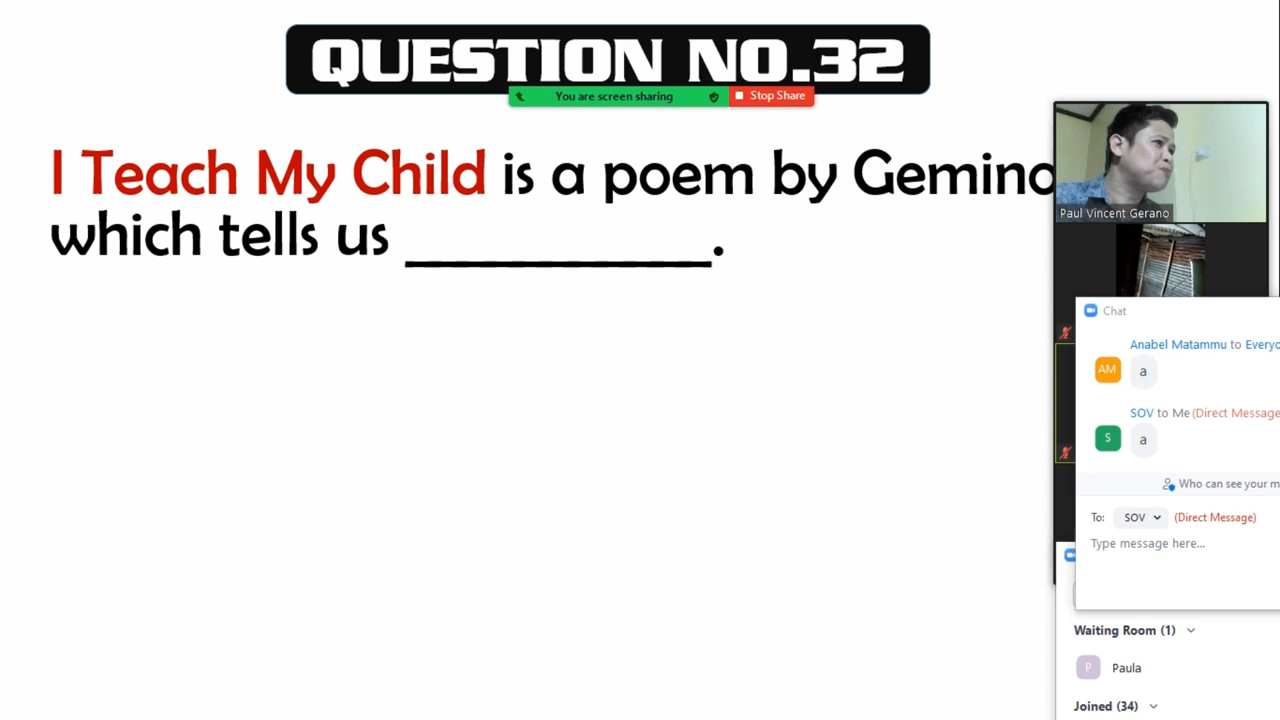 QUESTION NO.32
You are screen sharing
Stop Share
I Teach My Child is a poem by Gemino
which tells us ____________.
Paul Vincent Gerano
Chat
Anabel Matammu to Everyo
AM
a
SOV to Me (Direct Message
S
a
Who can see your m
To: SOV (Direct Message)
Type message here...
Waiting Room (1)
P
Paula
Joined (34)